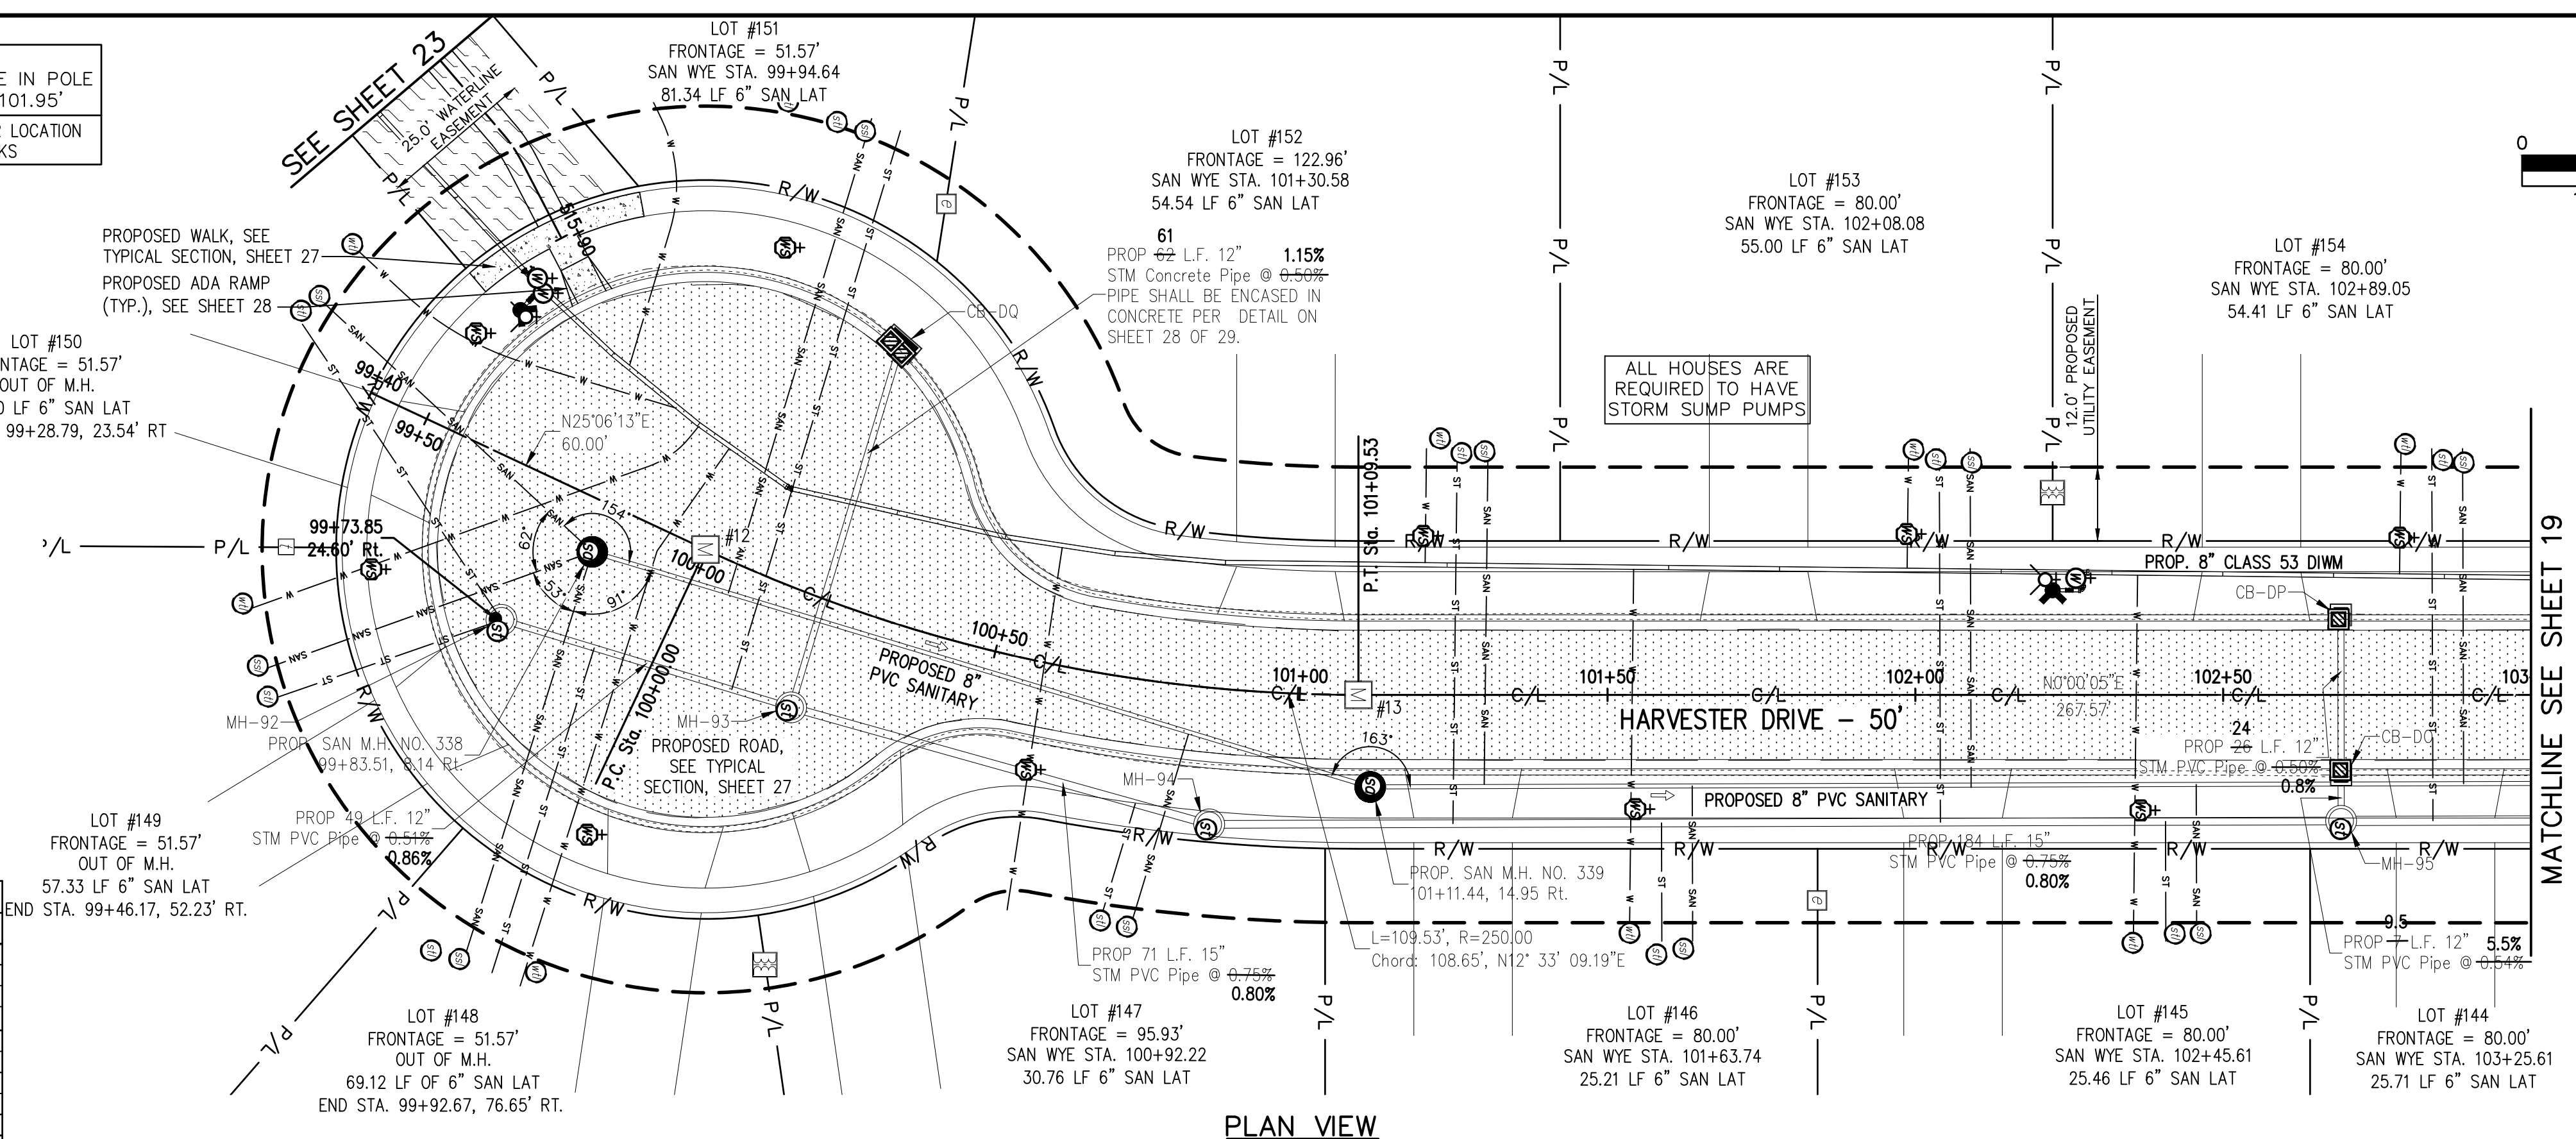 E IN POLE
101.95'
LOCATION
KS
SEE SHEET 23
25.0' WATERLINE
EASEMENT
LOT #151
FRONTAGE = 51.57'
SAN WYE STA. 99+94.64
81.34 LF 6" SAN LAT
LOT #152
FRONTAGE = 122.96'
SAN WYE STA. 101+30.58
54.54 LF 6" SAN LAT
LOT #153
FRONTAGE = 80.00'
SAN WYE STA. 102+08.08
55.00 LF 6" SAN LAT
LOT #154
FRONTAGE = 80.00'
SAN WYE STA. 102+89.05
54.41 LF 6" SAN LAT
0
PROPOSED WALK, SEE
TYPICAL SECTION, SHEET 27
PROPOSED ADA RAMP
(TYP.), SEE SHEET 28
515+90
61
PROP 62 L.F. 12" 1.15%
STM Concrete Pipe @ 0.50%
PIPE SHALL BE ENCASED IN
CONCRETE PER DETAIL ON
SHEET 28 OF 29.
CB-DQ
ALL HOUSES ARE
REQUIRED TO HAVE
STORM SUMP PUMPS
12.0' PROPOSED
UTILITY EASEMENT
LOT #150
NTAGE = 51.57'
OUT OF M.H.
LF 6" SAN LAT
99+28.79, 23.54' RT
99+40
99+50
N25°06'13"E
60.00'
99+73.85
24.60' Rt.
154°
62°
53°
91°
#12
100+00
C/L
100+50
C/L
101+00
C/L
P.T. Sta. 101+09.53
#13
101+50
C/L
C/L
102+00
C/L
N0°00'05"E
267.57'
102+50
C/L
C/L
103
PROP. 8" CLASS 53 DIWM
CB-DP
HARVESTER DRIVE - 50'
24
PROP 26 L.F. 12"
STM PVC Pipe @ 0.50%
0.8%
MATCHLINE SEE SHEET 19
PROPOSED 8"
PVC SANITARY
MH-92
PROP. SAN M.H. NO. 338
99+83.51, 8.14 Rt.
MH-93
P.C. Sta. 100+00.00
PROPOSED ROAD,
SEE TYPICAL
SECTION, SHEET 27
MH-94
163°
PROPOSED 8" PVC SANITARY
PROP 49 L.F. 12"
STM PVC Pipe @ 0.51%
0.86%
PROP. SAN M.H. NO. 339
101+11.44, 14.95 Rt.
PROP 184 L.F. 15"
STM PVC Pipe @ 0.75%
0.80%
MH-95
LOT #149
FRONTAGE = 51.57'
OUT OF M.H.
57.33 LF 6" SAN LAT
END STA. 99+46.17, 52.23' RT.
PROP 71 L.F. 15"
STM PVC Pipe @ 0.75%
0.80%
L=109.53', R=250.00
Chord: 108.65', N12° 33' 09.19"E
9.5
PROP 7 L.F. 12" 5.5%
STM PVC Pipe @ 0.54%
LOT #148
FRONTAGE = 51.57'
OUT OF M.H.
69.12 LF OF 6" SAN LAT
END STA. 99+92.67, 76.65' RT.
LOT #147
FRONTAGE = 95.93'
SAN WYE STA. 100+92.22
30.76 LF 6" SAN LAT
LOT #146
FRONTAGE = 80.00'
SAN WYE STA. 101+63.74
25.21 LF 6" SAN LAT
LOT #145
FRONTAGE = 80.00'
SAN WYE STA. 102+45.61
25.46 LF 6" SAN LAT
LOT #144
FRONTAGE = 80.00'
SAN WYE STA. 103+25.61
25.71 LF 6" SAN LAT
PLAN VIEW